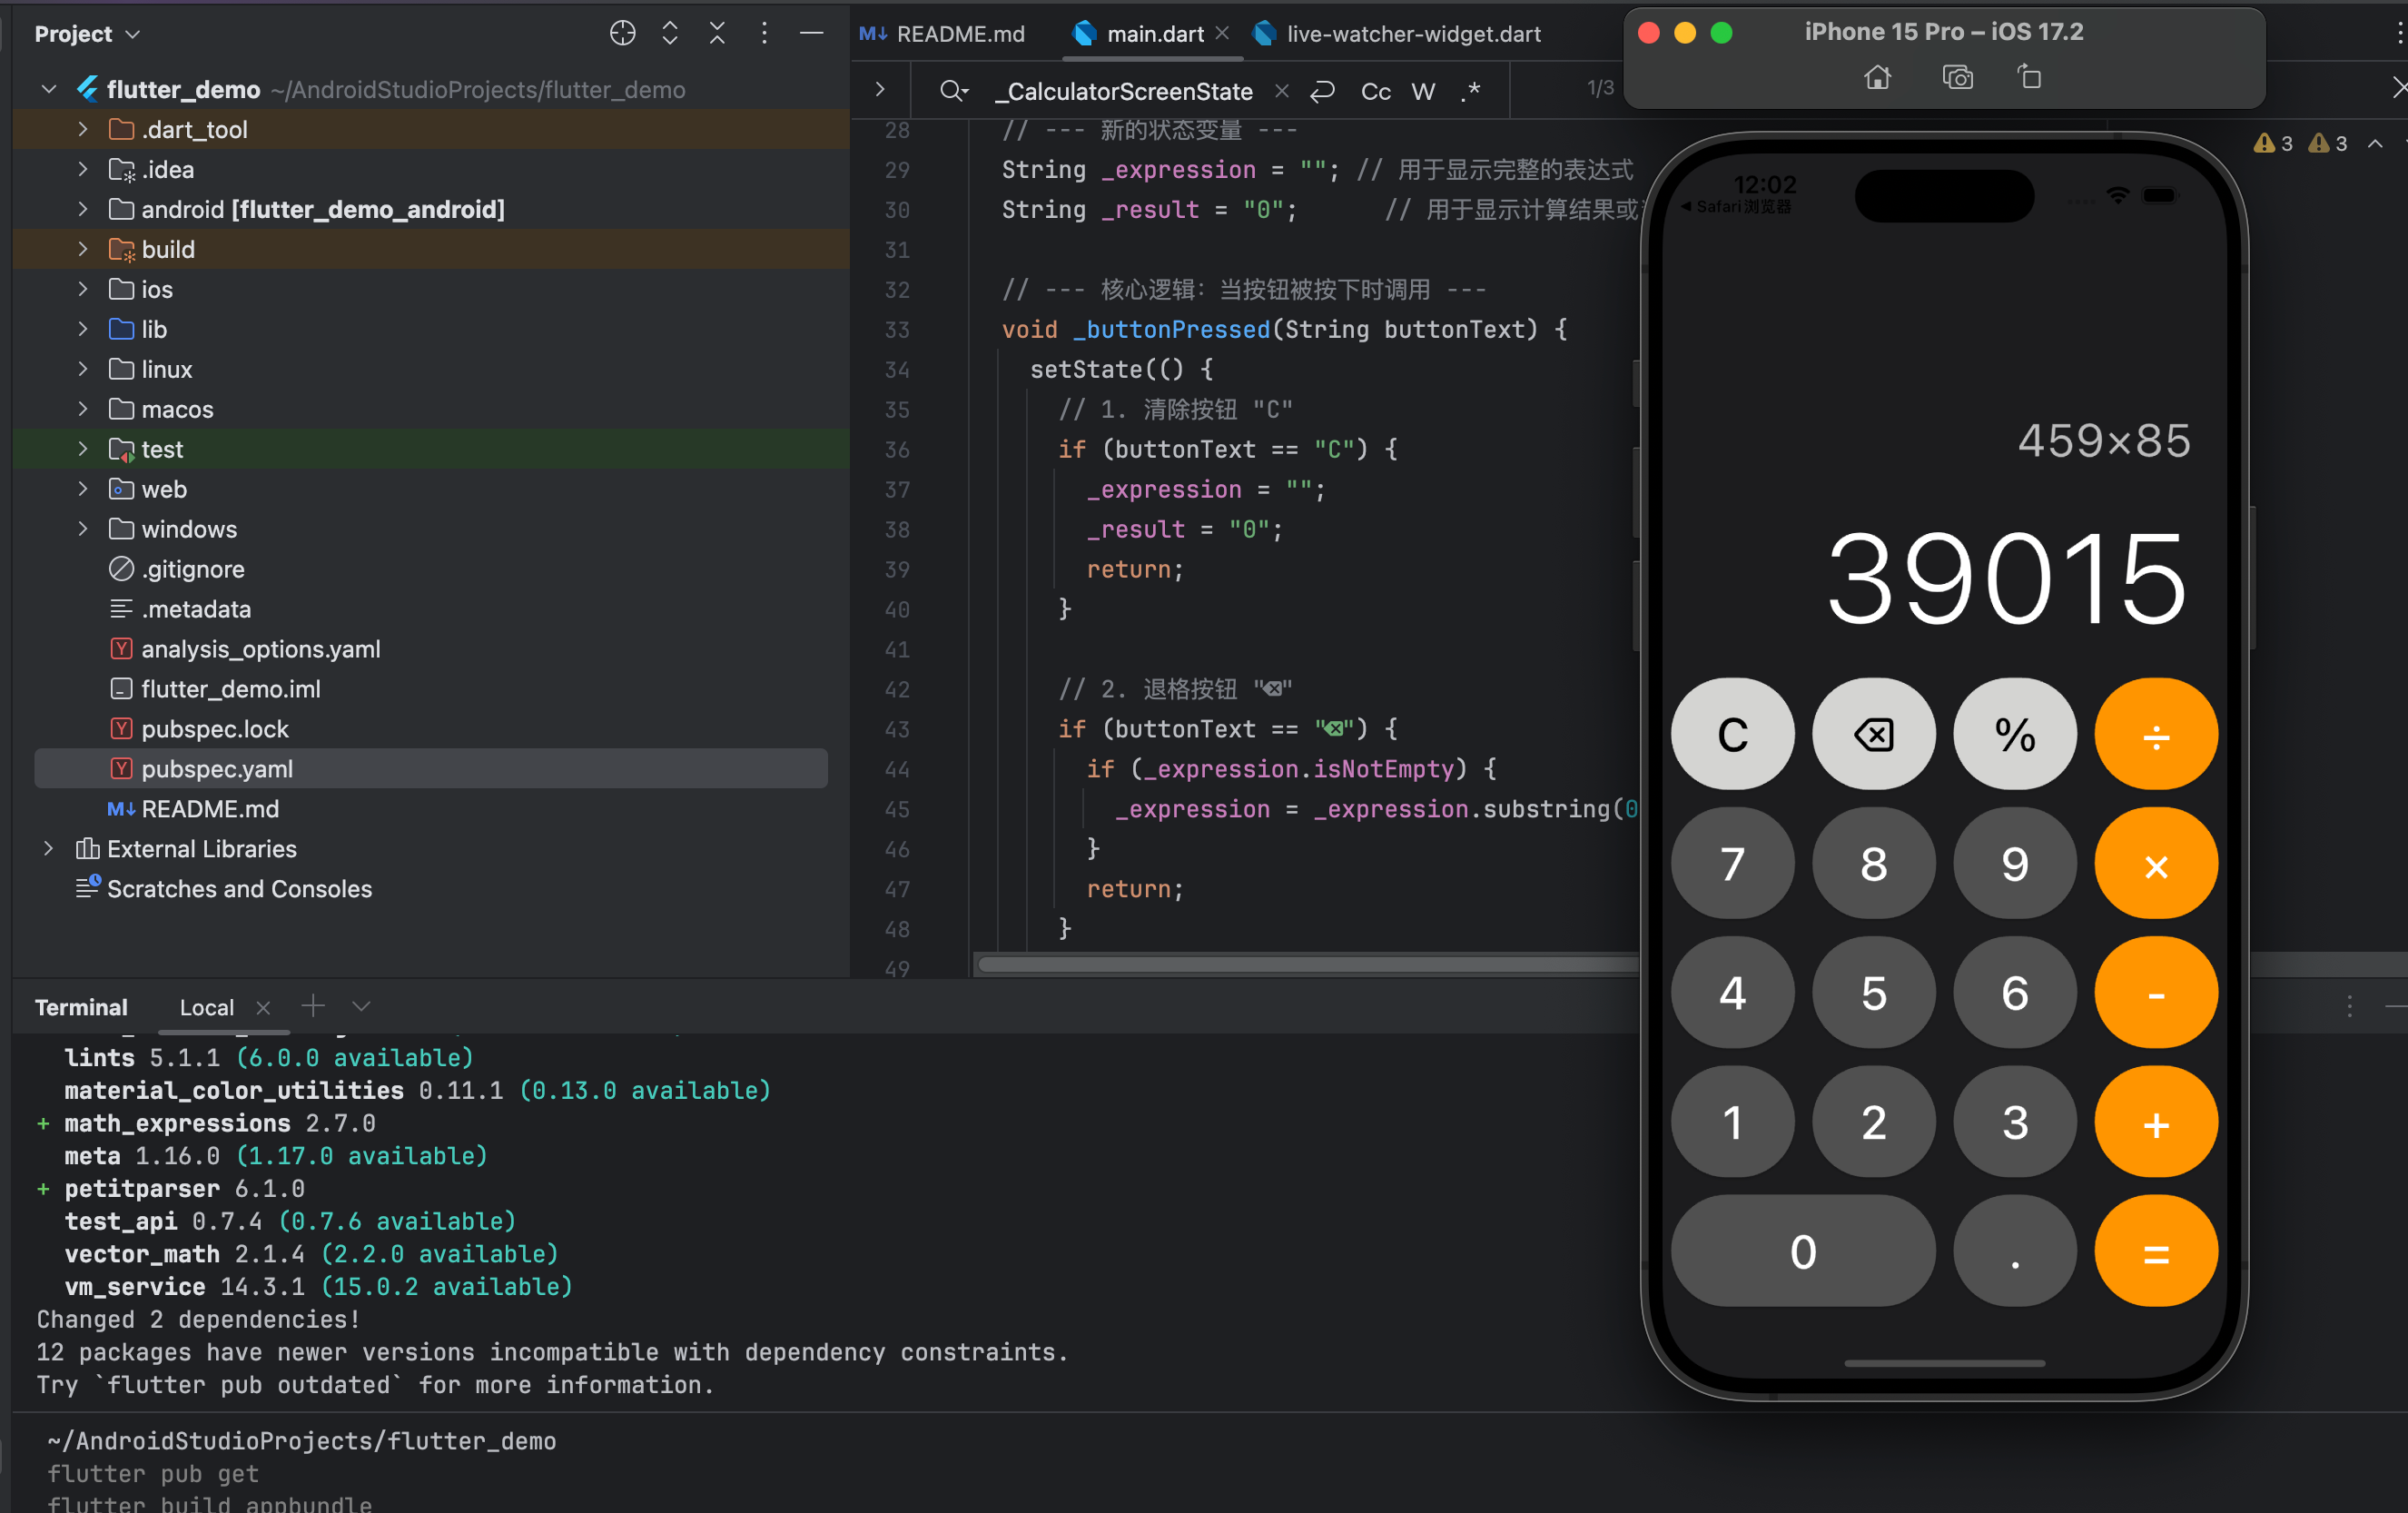 Project
flutter_demo ~/AndroidStudioProjects/flutter_demo
.dart_tool
.idea
android [flutter_demo_android]
build
ios
lib
linux
macos
test
web
windows
.gitignore
.metadata
analysis_options.yaml
flutter_demo.iml
pubspec.lock
pubspec.yaml
README.md
External Libraries
Scratches and Consoles
README.md main.dart live-watcher-widget.dart
_CalculatorScreenState Cc W .* 1/3
3 3
28 // --- 新的状态变量 ---
29 String _expression = ""; // 用于显示完整的表达式
30 String _result = "0"; // 用于显示计算结果或
31
32 // --- 核心逻辑：当按钮被按下时调用 ---
33 void _buttonPressed(String buttonText) {
34 setState(() {
35 // 1. 清除按钮 "C"
36 if (buttonText == "C") {
37 _expression = "";
38 _result = "0";
39 return;
40 }
41
42 // 2. 退格按钮 "⌫"
43 if (buttonText == "⌫") {
44 if (_expression.isNotEmpty) {
45 _expression = _expression.substring(0
46 }
47 return;
48 }
49
iPhone 15 Pro – iOS 17.2
12:02
◀ Safari 浏览器
459×85
39015
C ⌫ % ÷
7 8 9 ×
4 5 6 -
1 2 3 +
0 . =
Terminal Local
lints 5.1.1 (6.0.0 available)
material_color_utilities 0.11.1 (0.13.0 available)
+ math_expressions 2.7.0
meta 1.16.0 (1.17.0 available)
+ petitparser 6.1.0
test_api 0.7.4 (0.7.6 available)
vector_math 2.1.4 (2.2.0 available)
vm_service 14.3.1 (15.0.2 available)
Changed 2 dependencies!
12 packages have newer versions incompatible with dependency constraints.
Try `flutter pub outdated` for more information.
~/AndroidStudioProjects/flutter_demo
flutter pub get
flutter build appbundle